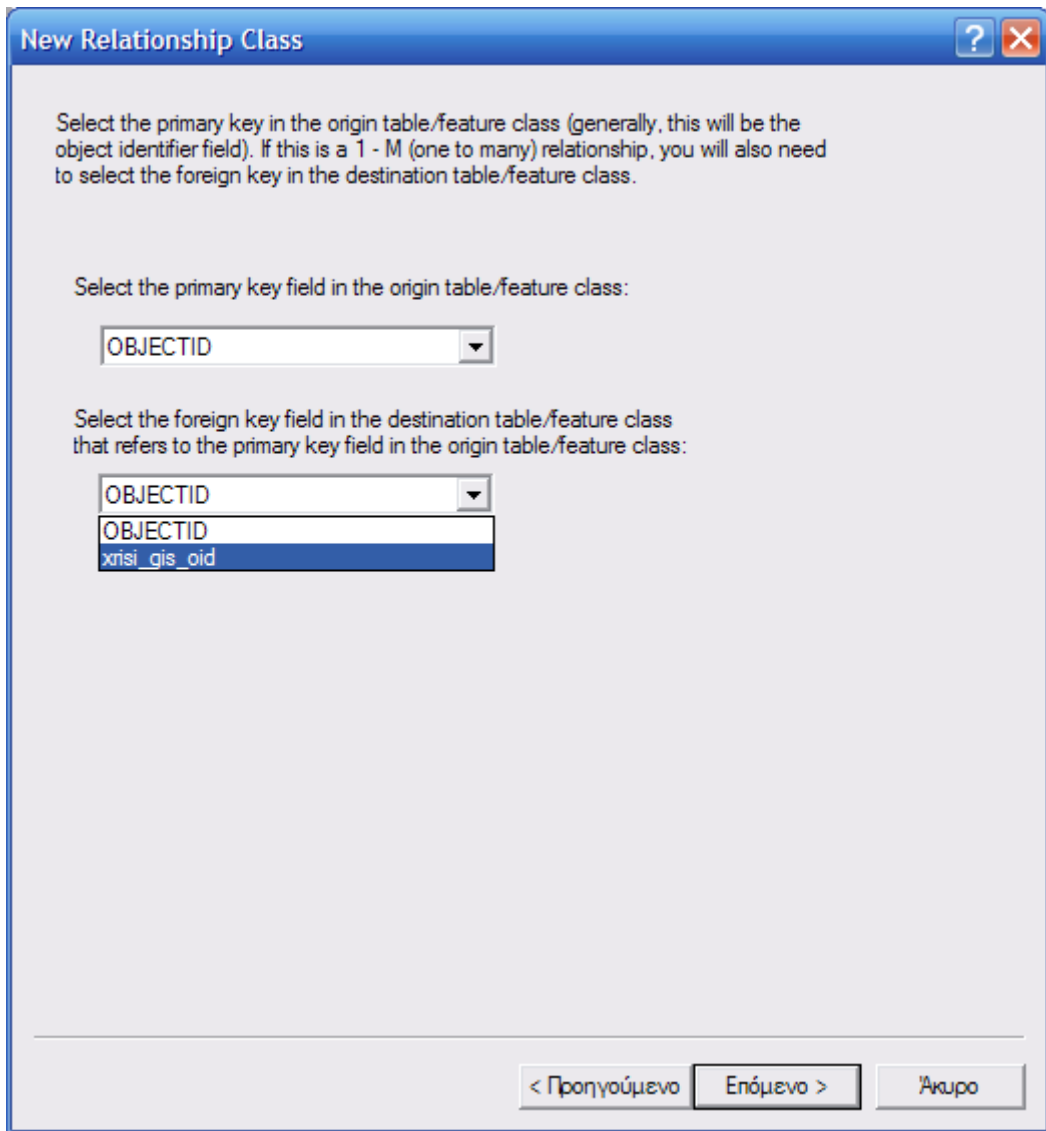 New Relationship Class
Select the primary key in the origin table/feature class (generally, this will be the
object identifier field). If this is a 1 - M (one to many) relationship, you will also need
to select the foreign key in the destination table/feature class.
Select the primary key field in the origin table/feature class:
OBJECTID
Select the foreign key field in the destination table/feature class
that refers to the primary key field in the origin table/feature class:
OBJECTID
OBJECTID
xrisi_gis_oid
< Προηγούμενο Επόμενο > Άκυρο